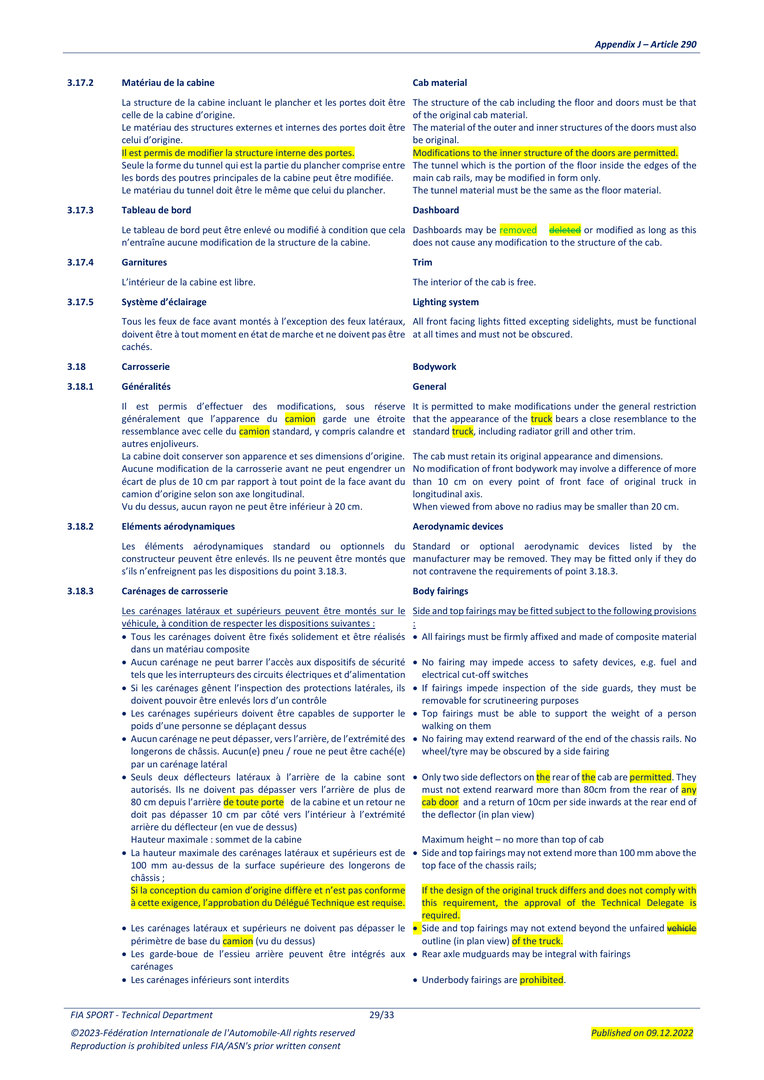 Appendix J – Article 290
3.17.2 Matériau de la cabine
La structure de la cabine incluant le plancher et les portes doit être
celle de la cabine d'origine.
Le matériau des structures externes et internes des portes doit être
celui d'origine.
Il est permis de modifier la structure interne des portes.
Seule la forme du tunnel qui est la partie du plancher comprise entre
les bords des poutres principales de la cabine peut être modifiée.
Le matériau du tunnel doit être le même que celui du plancher.
Cab material
The structure of the cab including the floor and doors must be that
of the original cab material.
The material of the outer and inner structures of the doors must also
be original.
Modifications to the inner structure of the doors are permitted.
The tunnel which is the portion of the floor inside the edges of the
main cab rails, may be modified in form only.
The tunnel material must be the same as the floor material.
3.17.3 Tableau de bord
Le tableau de bord peut être enlevé ou modifié à condition que cela
n'entraîne aucune modification de la structure de la cabine.
Dashboard
Dashboards may be removed deleted or modified as long as this
does not cause any modification to the structure of the cab.
3.17.4 Garnitures
L'intérieur de la cabine est libre.
Trim
The interior of the cab is free.
3.17.5 Système d'éclairage
Tous les feux de face avant montés à l'exception des feux latéraux,
doivent être à tout moment en état de marche et ne doivent pas être
cachés.
Lighting system
All front facing lights fitted excepting sidelights, must be functional
at all times and must not be obscured.
3.18 Carrosserie
Bodywork
3.18.1 Généralités
Il est permis d'effectuer des modifications, sous réserve
généralement que l'apparence du camion garde une étroite
ressemblance avec celle du camion standard, y compris calandre et
autres enjoliveurs.
La cabine doit conserver son apparence et ses dimensions d'origine.
Aucune modification de la carrosserie avant ne peut engendrer un
écart de plus de 10 cm par rapport à tout point de la face avant du
camion d'origine selon son axe longitudinal.
Vu du dessus, aucun rayon ne peut être inférieur à 20 cm.
General
It is permitted to make modifications under the general restriction
that the appearance of the truck bears a close resemblance to the
standard truck, including radiator grill and other trim.
The cab must retain its original appearance and dimensions.
No modification of front bodywork may involve a difference of more
than 10 cm on every point of front face of original truck in
longitudinal axis.
When viewed from above no radius may be smaller than 20 cm.
3.18.2 Eléments aérodynamiques
Les éléments aérodynamiques standard ou optionnels du
constructeur peuvent être enlevés. Ils ne peuvent être montés que
s'ils n'enfreignent pas les dispositions du point 3.18.3.
Aerodynamic devices
Standard or optional aerodynamic devices listed by the
manufacturer may be removed. They may be fitted only if they do
not contravene the requirements of point 3.18.3.
3.18.3 Carénages de carrosserie
Les carénages latéraux et supérieurs peuvent être montés sur le
véhicule, à condition de respecter les dispositions suivantes :
• Tous les carénages doivent être fixés solidement et être réalisés
dans un matériau composite
• Aucun carénage ne peut barrer l'accès aux dispositifs de sécurité
tels que les interrupteurs des circuits électriques et d'alimentation
• Si les carénages gênent l'inspection des protections latérales, ils
doivent pouvoir être enlevés lors d'un contrôle
• Les carénages supérieurs doivent être capables de supporter le
poids d'une personne se déplaçant dessus
• Aucun carénage ne peut dépasser, vers l'arrière, de l'extrémité des
longerons de châssis. Aucun(e) pneu / roue ne peut être caché(e)
par un carénage latéral
• Seuls deux déflecteurs latéraux à l'arrière de la cabine sont
autorisés. Ils ne doivent pas dépasser vers l'arrière de plus de
80 cm depuis l'arrière de toute porte de la cabine et un retour ne
doit pas dépasser 10 cm par côté vers l'intérieur à l'extrémité
arrière du déflecteur (en vue de dessus)
Hauteur maximale : sommet de la cabine
• La hauteur maximale des carénages latéraux et supérieurs est de
100 mm au-dessus de la surface supérieure des longerons de
châssis ;
Si la conception du camion d'origine diffère et n'est pas conforme
à cette exigence, l'approbation du Délégué Technique est requise.
• Les carénages latéraux et supérieurs ne doivent pas dépasser le
périmètre de base du camion (vu du dessus)
• Les garde-boue de l'essieu arrière peuvent être intégrés aux
carénages
• Les carénages inférieurs sont interdits
Body fairings
Side and top fairings may be fitted subject to the following provisions
:
• All fairings must be firmly affixed and made of composite material
• No fairing may impede access to safety devices, e.g. fuel and
electrical cut-off switches
• If fairings impede inspection of the side guards, they must be
removable for scrutineering purposes
• Top fairings must be able to support the weight of a person
walking on them
• No fairing may extend rearward of the end of the chassis rails. No
wheel/tyre may be obscured by a side fairing
• Only two side deflectors on the rear of the cab are permitted. They
must not extend rearward more than 80cm from the rear of any
cab door and a return of 10cm per side inwards at the rear end of
the deflector (in plan view)
Maximum height – no more than top of cab
• Side and top fairings may not extend more than 100 mm above the
top face of the chassis rails;
If the design of the original truck differs and does not comply with
this requirement, the approval of the Technical Delegate is
required.
• Side and top fairings may not extend beyond the unfaired vehicle
outline (in plan view) of the truck.
• Rear axle mudguards may be integral with fairings
• Underbody fairings are prohibited.
FIA SPORT - Technical Department 29/33
©2023-Fédération Internationale de l'Automobile-All rights reserved
Reproduction is prohibited unless FIA/ASN's prior written consent
Published on 09.12.2022